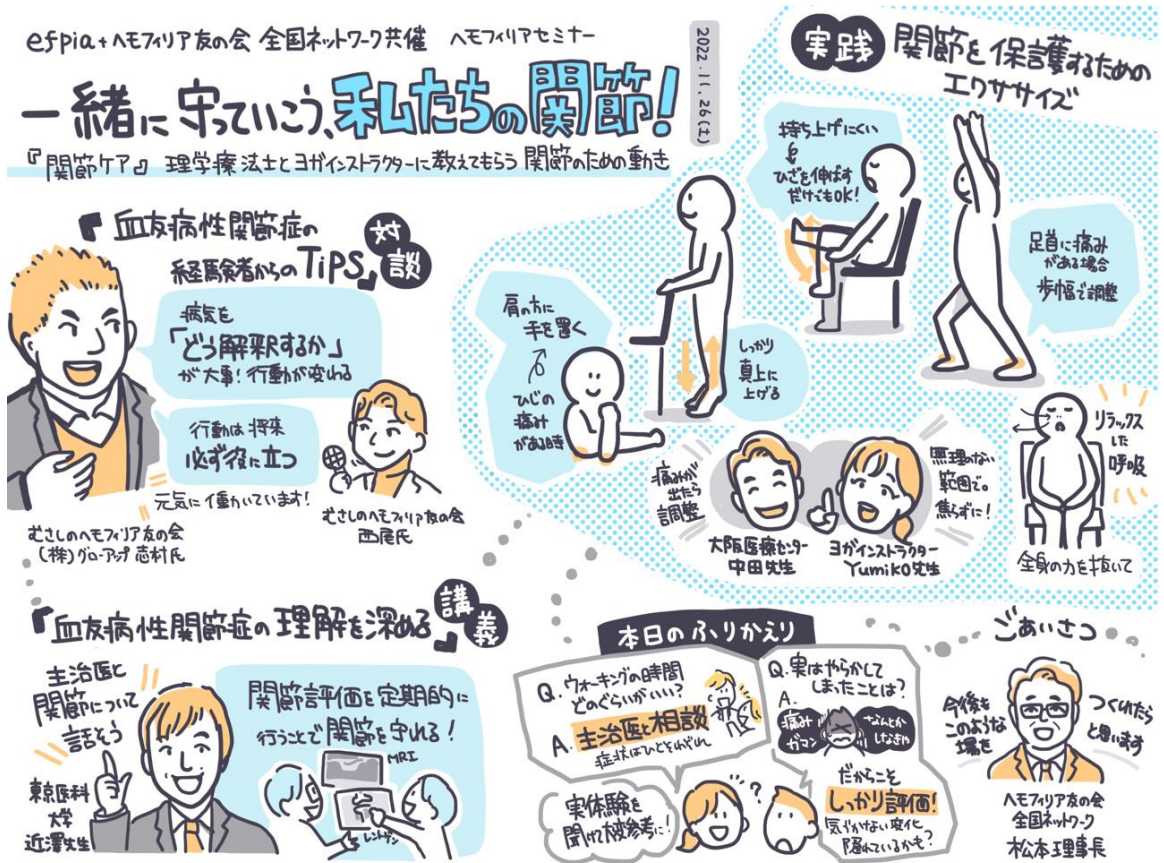 efpia+ヘモフィリア友の会 全国ネットワーク共催 ヘモフィリアセミナー
一緒に守っていこう、私たちの関節!
『関節ケア』 理学療法士とヨガインストラクターに教えてもらう 関節のための動き
2022.11.26(土)
『血友病性関節症の
経験者からのTiPS』
対談
病気を
「どう解釈するか」
が大事!行動が変わる
行動は将来
必ず役に立つ
元気に働かいています!
むさしのヘモフィリア友の会
(株)グローアップ 志村氏
むさしのヘモフィリア友の会
西尾氏
実践
関節を保護するための
エクササイズ
持ち上げにくい
ひざを伸ばす
だけでもOK!
足首に痛み
がある場合
歩幅で調整
肩の方に
手を置く
ひじの
痛み
がある時
しっかり
真上に
上げる
痛みが
出たら
調整
無理のない
範囲で。
焦らずに!
大阪医療センター
中田先生
ヨガインストラクター
Yumiko先生
リラックス
した
呼吸
全身の力を抜いて
『血友病性関節症の理解を深める』
講義
主治医と
関節について
話そう
東京医科
大学
近澤先生
関節評価を定期的に
行うことで関節を守れる!
MRI
レントゲン
本日のふりかえり
Q.ウォーキングの時間
どのぐらいがいい?
A.主治医と相談
症状はひとそれぞれ
Q.実はやらかして
しまったことは?
A.
痛み
ガマン
なんとか
しなきゃ
だからこそ
しっかり評価!
気づかない変化
隠れているかも?
実体験を
聞けて
参考に!
ごあいさつ
今後も
このような
場を
つくれたら
と思います
ヘモフィリア友の会
全国ネットワーク
松本理事長